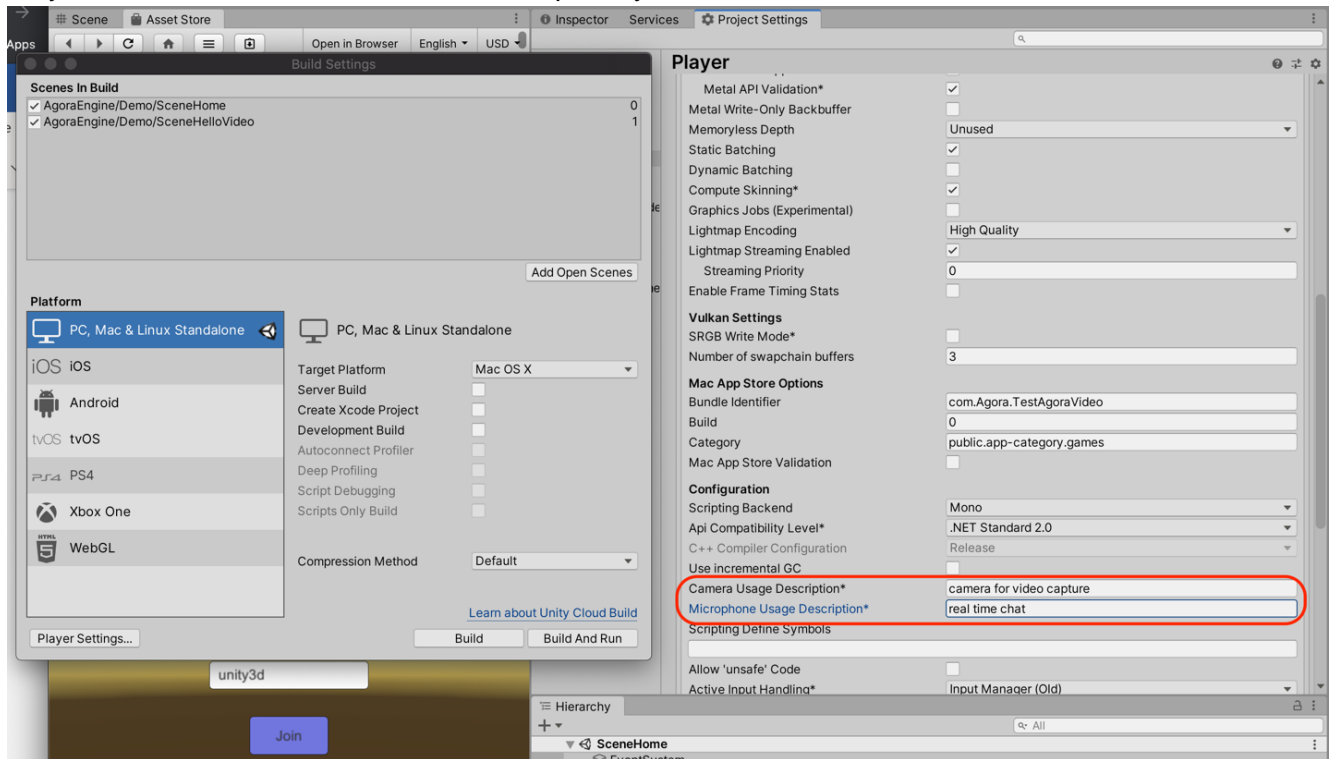 Scene
Asset Store
Inspector
Services
Project Settings
Apps
Open in Browser
English
USD
Build Settings
Scenes In Build
AgoraEngine/Demo/SceneHome 0
AgoraEngine/Demo/SceneHelloVideo 1
Add Open Scenes
Platform
PC, Mac & Linux Standalone
iOS iOS
Android
tvOS tvOS
PS4 PS4
Xbox One
HTML 5 WebGL
PC, Mac & Linux Standalone
Target Platform Mac OS X
Server Build
Create Xcode Project
Development Build
Autoconnect Profiler
Deep Profiling
Script Debugging
Scripts Only Build
Compression Method Default
Learn about Unity Cloud Build
Player Settings...
Build
Build And Run
unity3d
Join
Player
Metal API Validation*
Metal Write-Only Backbuffer
Memoryless Depth Unused
Static Batching
Dynamic Batching
Compute Skinning*
Graphics Jobs (Experimental)
Lightmap Encoding High Quality
Lightmap Streaming Enabled
Streaming Priority 0
Enable Frame Timing Stats
Vulkan Settings
SRGB Write Mode*
Number of swapchain buffers 3
Mac App Store Options
Bundle Identifier com.Agora.TestAgoraVideo
Build 0
Category public.app-category.games
Mac App Store Validation
Configuration
Scripting Backend Mono
Api Compatibility Level* .NET Standard 2.0
C++ Compiler Configuration Release
Use incremental GC
Camera Usage Description* camera for video capture
Microphone Usage Description* real time chat
Scripting Define Symbols
Allow 'unsafe' Code
Active Input Handling* Input Manager (Old)
Hierarchy
All
SceneHome
EventSystem